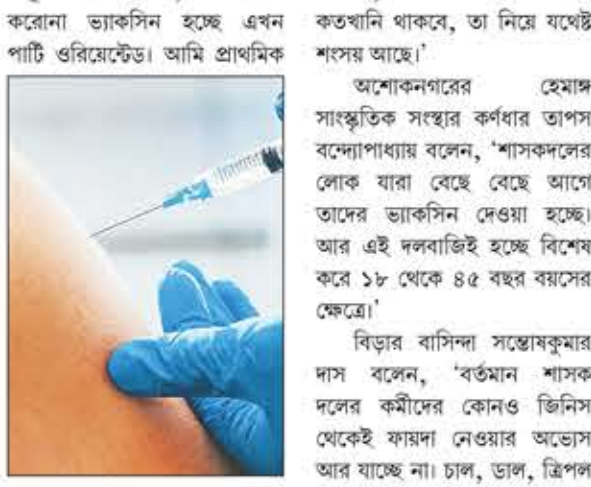 করোনা ভ্যাকসিন হচ্ছে এখন
পার্টি ওরিয়েন্টেড। আমি প্রাথমিক
কতখানি থাকবে, তা নিয়ে যথেষ্ট
শংসয় আছে।’
অশোকনগরের হেমাঙ্গ
সাংস্কৃতিক সংস্থার কর্ণধার তাপস
বন্দ্যোপাধ্যায় বলেন, ‘শাসকদলের
লোক যারা বেছে বেছে আগে
তাদের ভ্যাকসিন দেওয়া হচ্ছে।
আর এই দলবাজিই হচ্ছে বিশেষ
করে ১৮ থেকে ৪৫ বছর বয়সের
ক্ষেত্রে।’
বিড়ার বাসিন্দা সন্তোষকুমার
দাস বলেন, ‘বর্তমান শাসক
দলের কর্মীদের কোনও জিনিস
থেকেই ফায়দা নেওয়ার অভ্যেস
আর যাচ্ছে না। চাল, ডাল, ত্রিপল